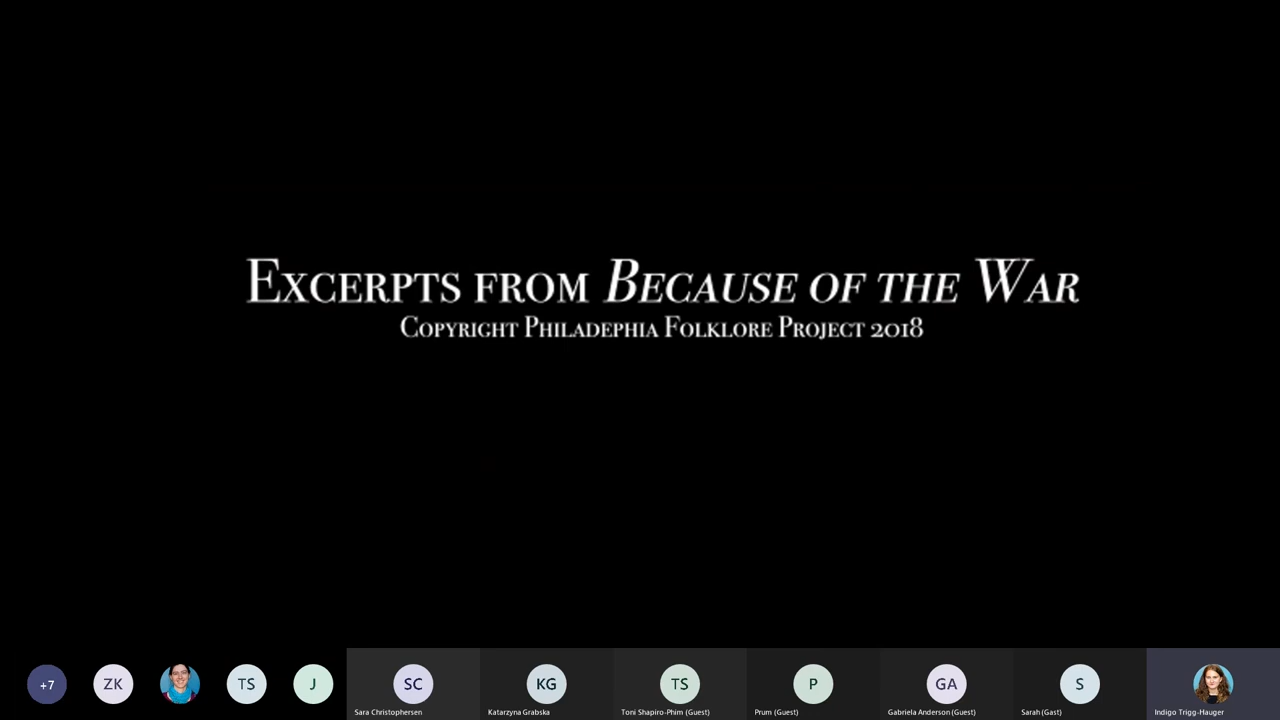 Excerpts from Because of the War
Copyright Philadephia Folklore Project 2018
+7
ZK
TS
J
SC
KG
TS
P
GA
S
Sara Christophersen
Katarzyna Grabska
Toni Shapiro-Phim (Guest)
Prum (Guest)
Gabriela Anderson (Guest)
Sarah (Gast)
Indigo Trigg-Hauger